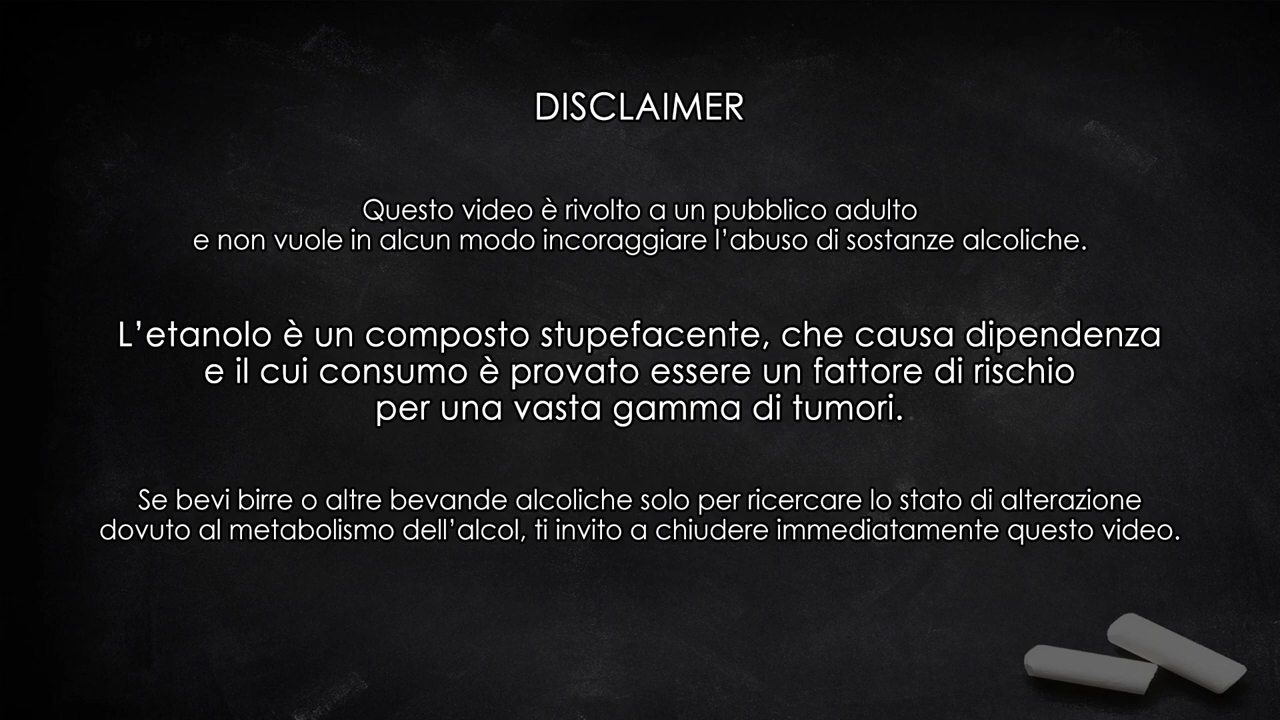 DISCLAIMER
Questo video è rivolto a un pubblico adulto
e non vuole in alcun modo incoraggiare l’abuso di sostanze alcoliche.
L’etanolo è un composto stupefacente, che causa dipendenza
e il cui consumo è provato essere un fattore di rischio
per una vasta gamma di tumori.
Se bevi birre o altre bevande alcoliche solo per ricercare lo stato di alterazione
dovuto al metabolismo dell’alcol, ti invito a chiudere immediatamente questo video.